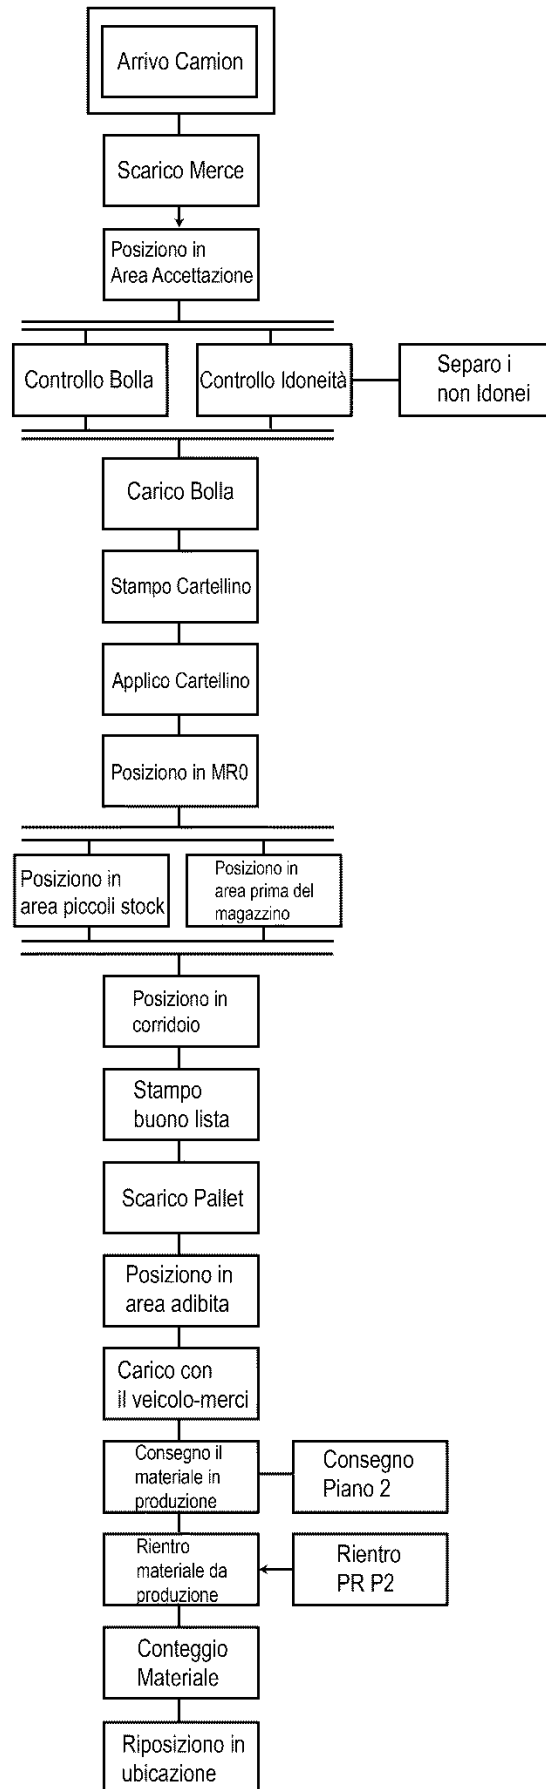 Arrivo Camion
Scarico Merce
Posiziono in
Area Accettazione
Controllo Bolla
Controllo Idoneità
Separo i
non Idonei
Carico Bolla
Stampo Cartellino
Applico Cartellino
Posiziono in MR0
Posiziono in
area piccoli stock
Posiziono in
area prima del
magazzino
Posiziono in
corridoio
Stampo
buono lista
Scarico Pallet
Posiziono in
area adibita
Carico con
il veicolo-merci
Consegno il
materiale in
produzione
Consegno
Piano 2
Rientro
materiale da
produzione
Rientro
PR P2
Conteggio
Materiale
Riposiziono in
ubicazione